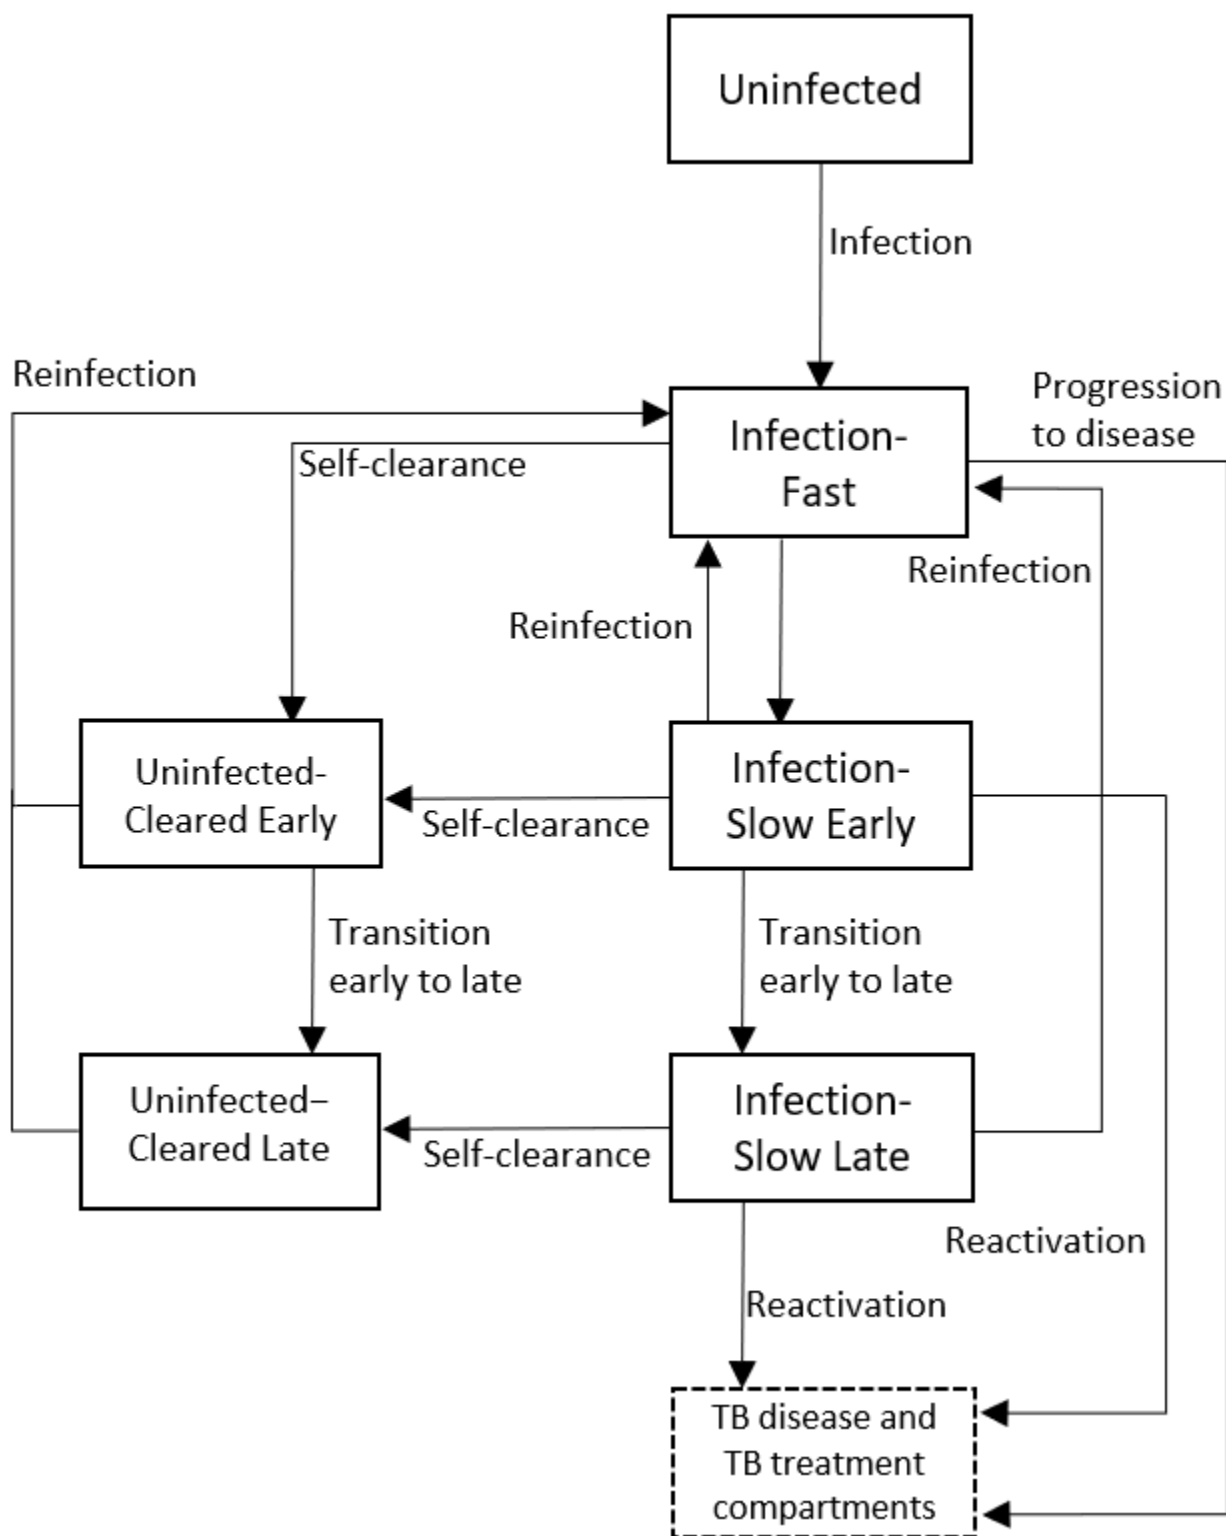 Uninfected
Infection
Reinfection
Progression
to disease
Infection-
Fast
Self-clearance
Reinfection
Reinfection
Uninfected-
Cleared Early
Infection-
Slow Early
Self-clearance
Transition
early to late
Transition
early to late
Uninfected–
Cleared Late
Infection-
Slow Late
Self-clearance
Reactivation
Reactivation
TB disease and
TB treatment
compartments